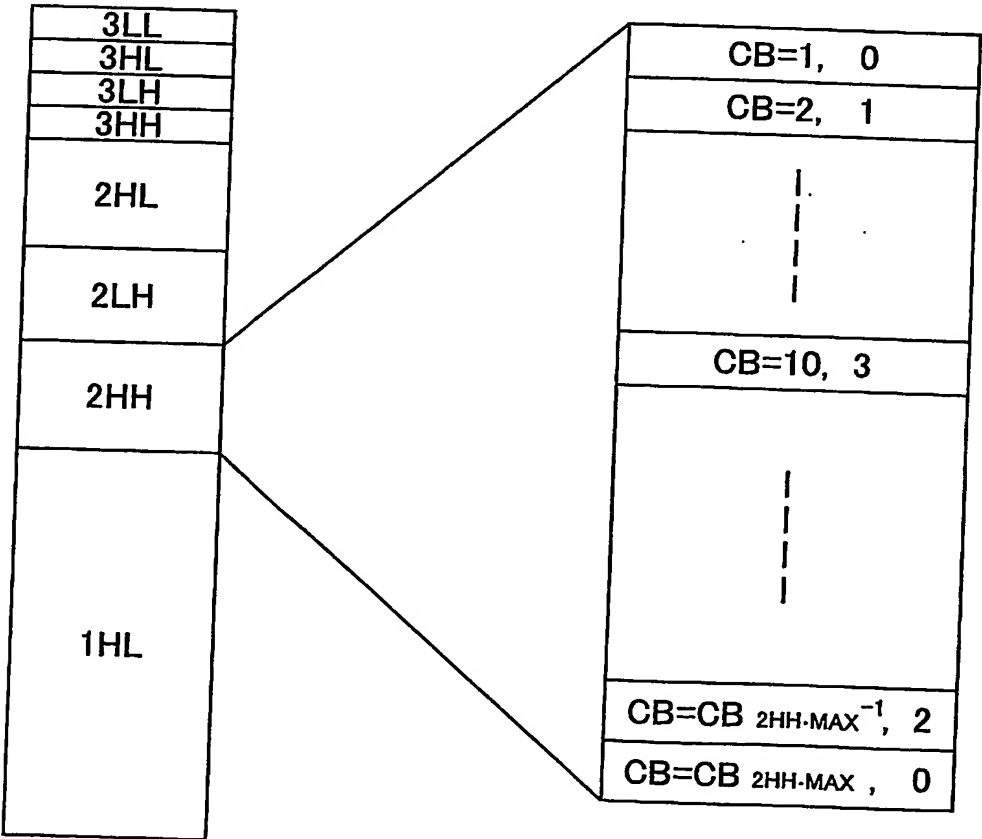 3LL
3HL
3LH
3HH
2HL
2LH
2HH
1HL
CB=1, 0
CB=2, 1
CB=10, 3
CB=CB 2HH·MAX⁻¹, 2
CB=CB 2HH·MAX , 0